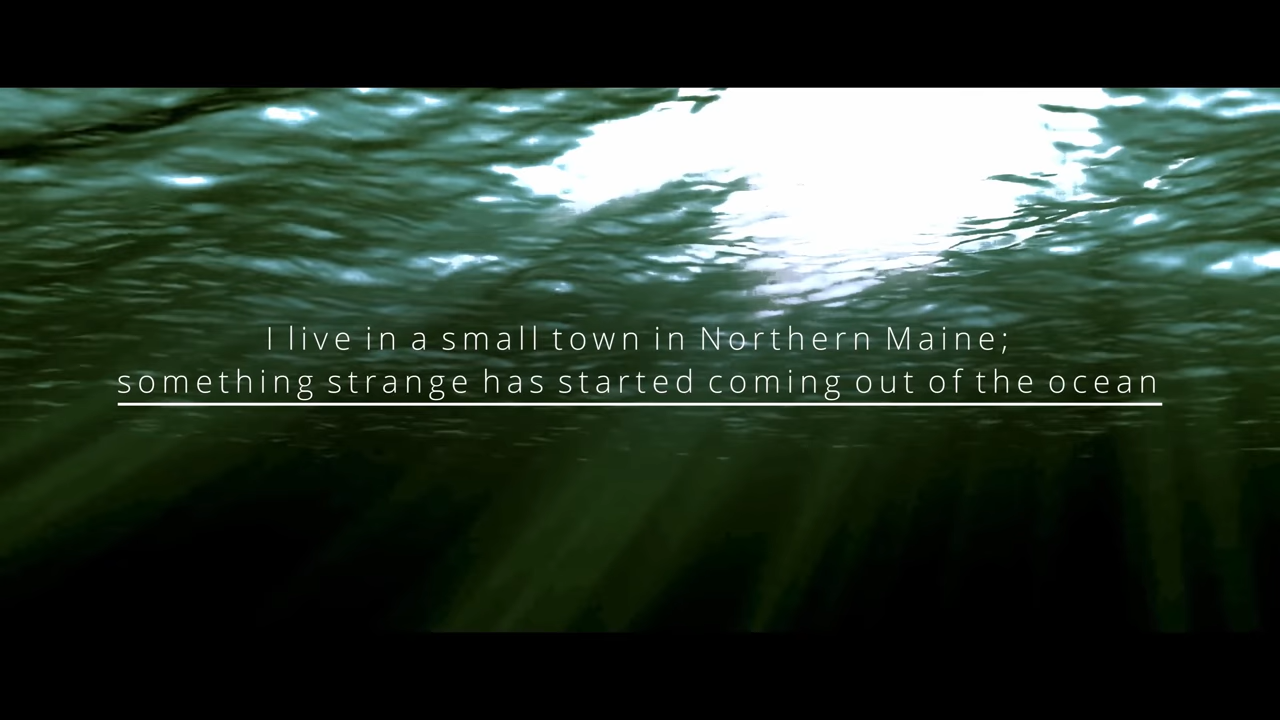 I live in a small town in Northern Maine;
something strange has started coming out of the ocean